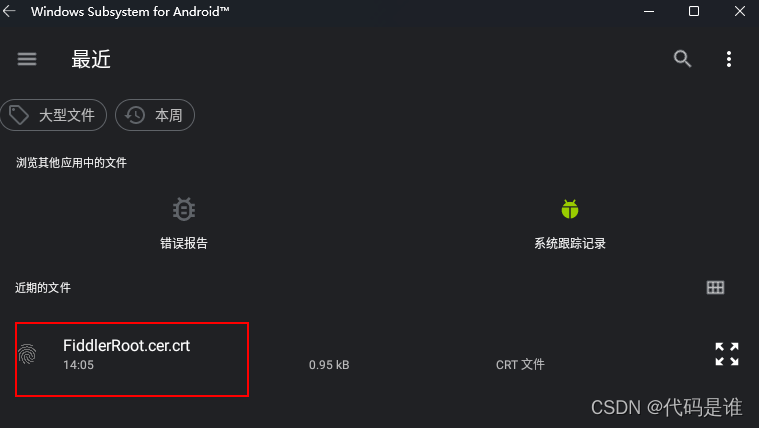 Windows Subsystem for Android™
最近
大型文件
本周
浏览其他应用中的文件
错误报告
系统跟踪记录
近期的文件
FiddlerRoot.cer.crt
14:05
0.95 kB
CRT 文件
CSDN @代码是谁